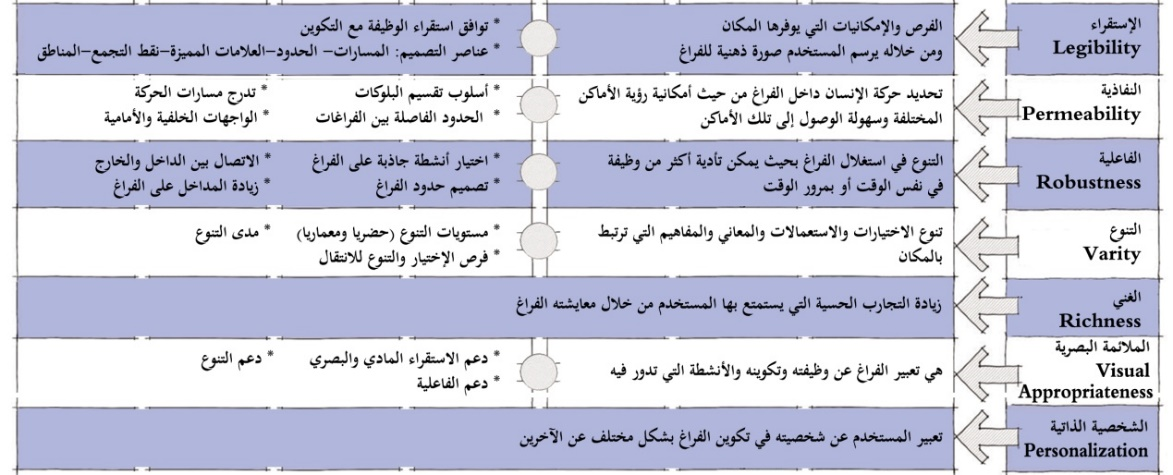 الإستقراء
Legibility
الفرص والإمكانيات التي يوفرها المكان
ومن خلاله يرسم المستخدم صورة ذهنية للفراغ
* توافق استقراء الوظيفة مع التكوين
* عناصر التصميم: المسارات- الحدود-العلامات المميزة-نقط التجمع-المناطق
النفاذية
Permeability
تحديد حركة الإنسان داخل الفراغ من حيث أمكانية رؤية الأماكن
المختلفة وسهولة الوصول إلى تلك الأماكن
* أسلوب تقسيم البلوكات
* الحدود الفاصلة بين الفراغات
* تدرج مسارات الحركة
* الواجهات الخلفية والأمامية
الفاعلية
Robustness
التنوع في استغلال الفراغ بحيث يمكن تأدية أكثر من وظيفة
في نفس الوقت أو بمرور الوقت
* اختيار أنشطة جاذبة على الفراغ
* تصميم حدود الفراغ
* الاتصال بين الداخل والخارج
* زيادة المداخل على الفراغ
التنوع
Varity
تنوع الاختيارات والاستعمالات والمعاني والمفاهيم التي ترتبط
بالمكان
* مستويات التنوع (حضريا ومعماريا)
* فرص الإختيار والتنوع للانتقال
* مدى التنوع
الغني
Richness
زيادة التجارب الحسية التي يستمتع بها المستخدم من خلال معايشته الفراغ
الملائمة البصرية
Visual
Appropriateness
هي تعبير الفراغ عن وظيفته وتكوينه والأنشطة التي تدور فيه
* دعم الاستقراء المادي والبصري
* دعم الفاعلية
* دعم التنوع
الشخصية الذاتية
Personalization
تعبير المستخدم عن شخصيته في تكوين الفراغ بشكل مختلف عن الآخرين